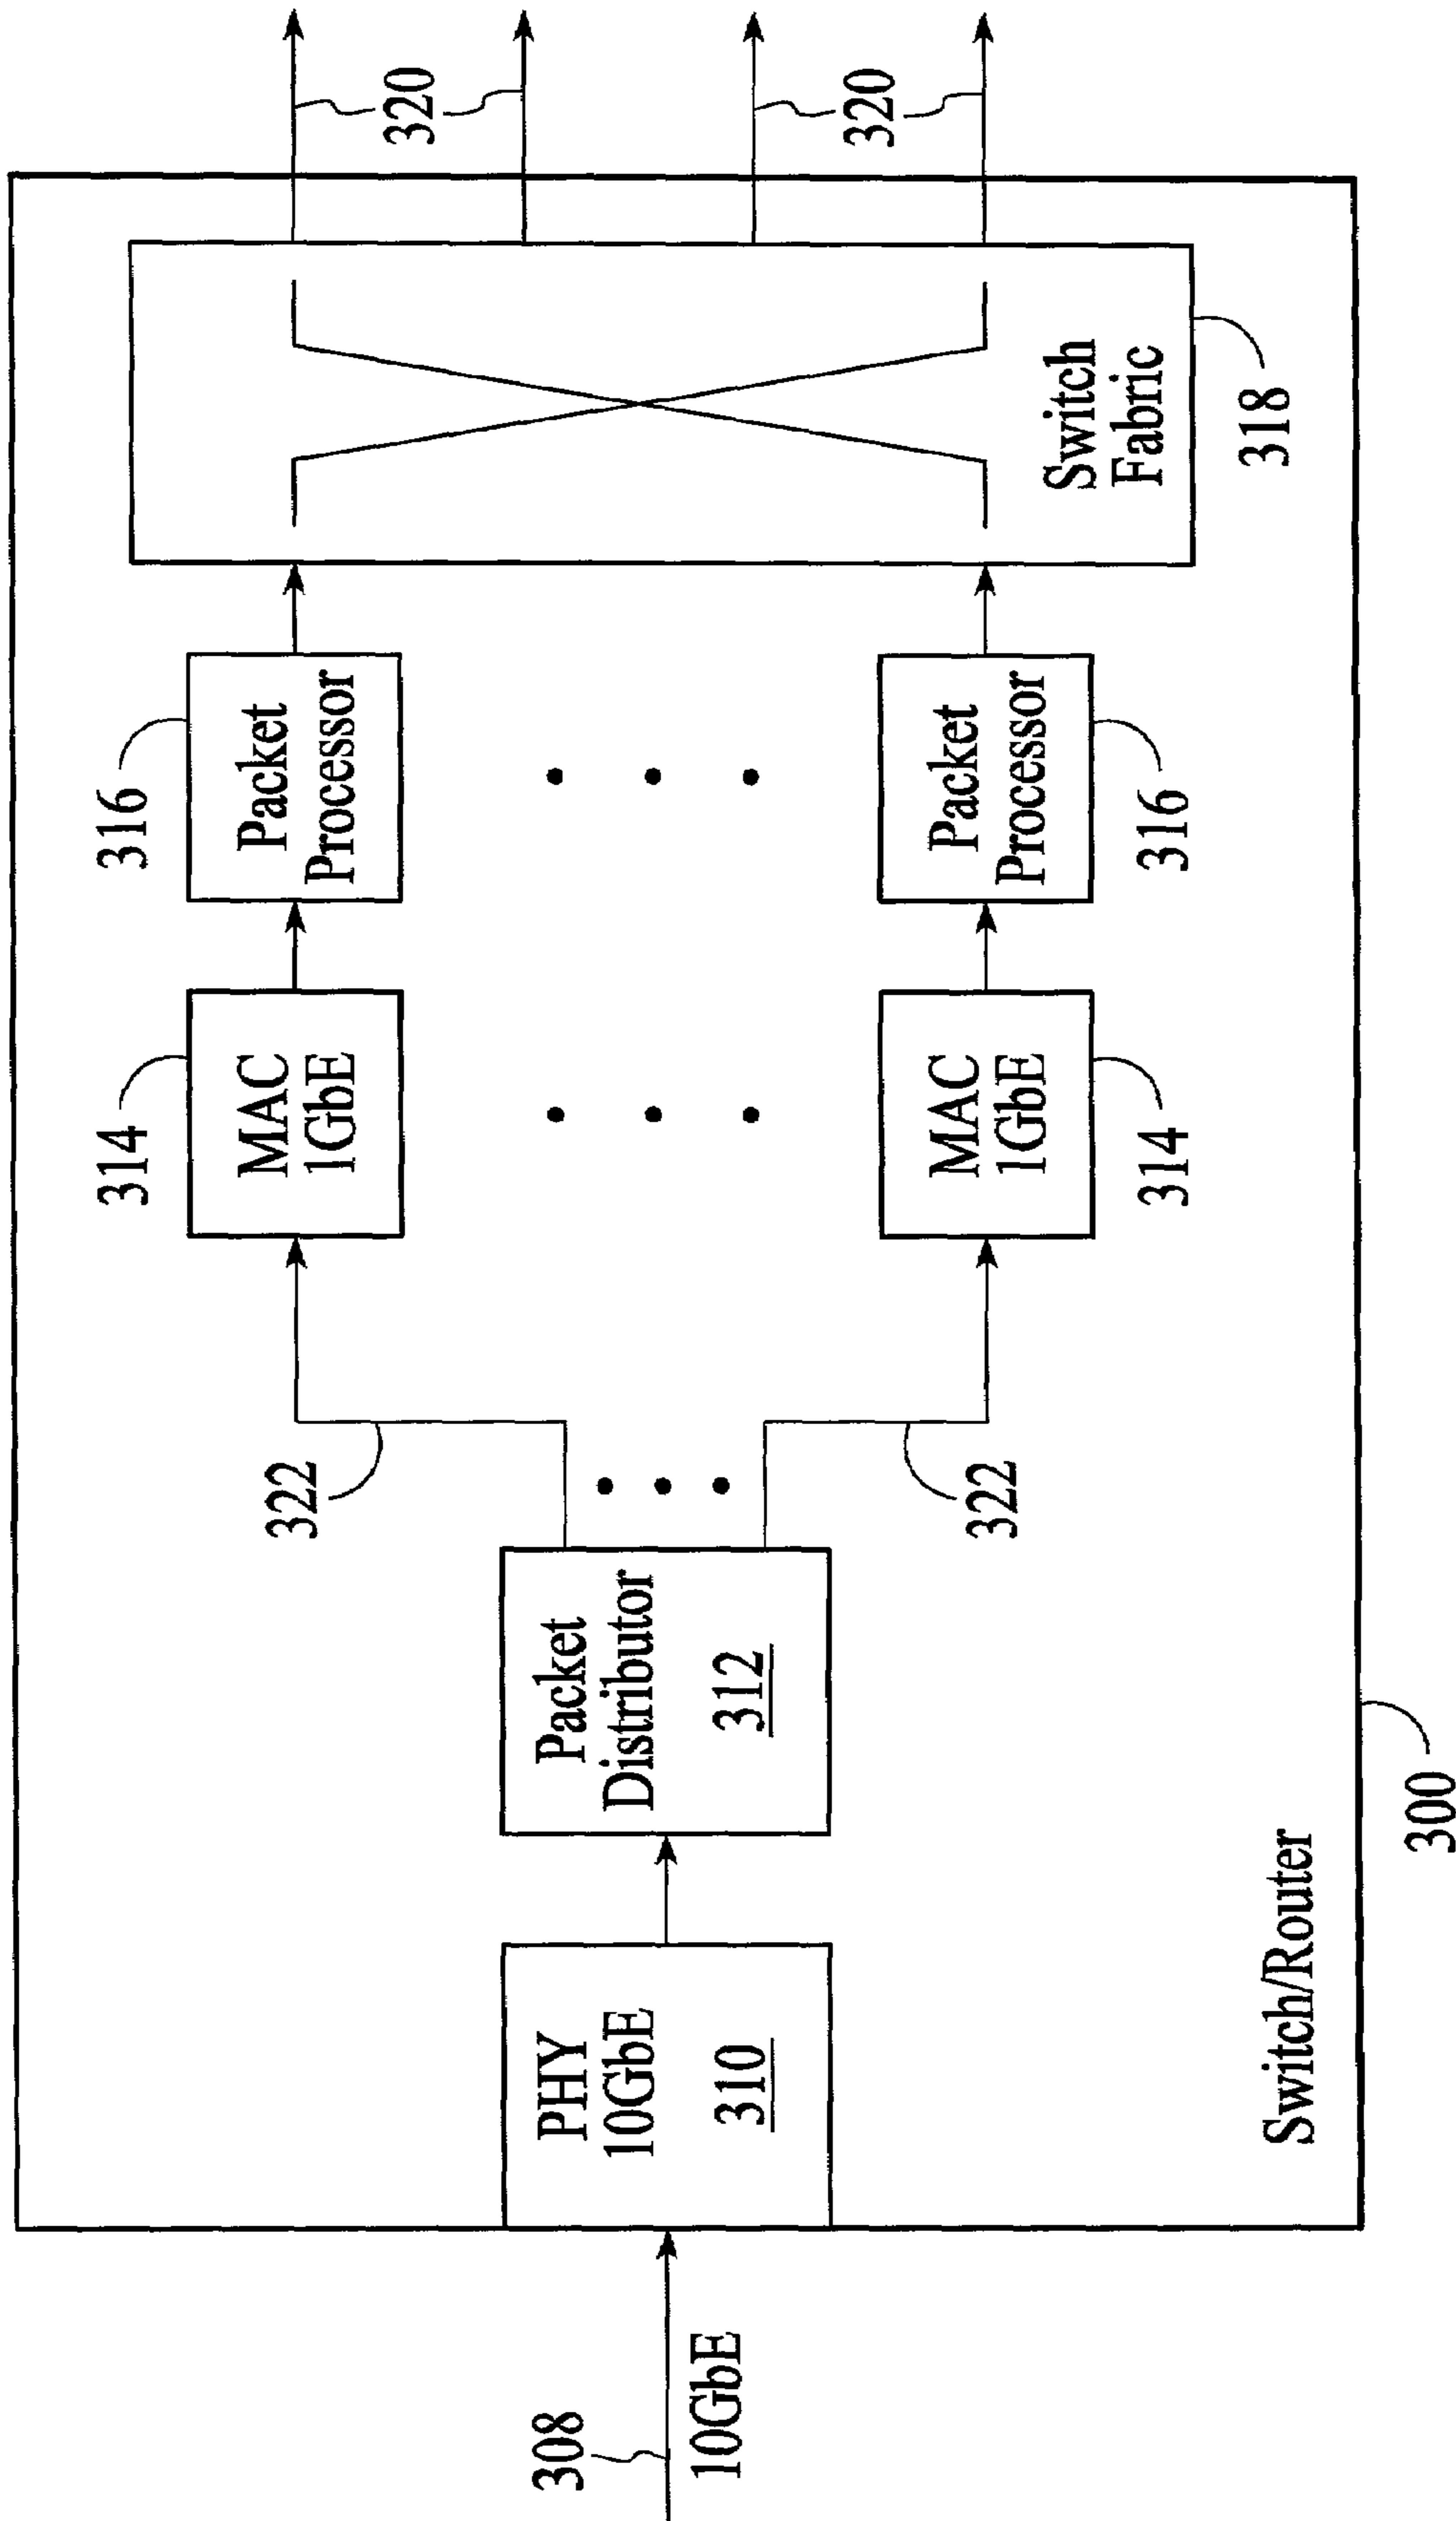 308
10GbE
PHY
10GbE
310
Packet
Distributor
312
322
322
MAC
1GbE
314
MAC
1GbE
314
Packet
Processor
316
Packet
Processor
316
Switch
Fabric
318
320
320
Switch/Router
300